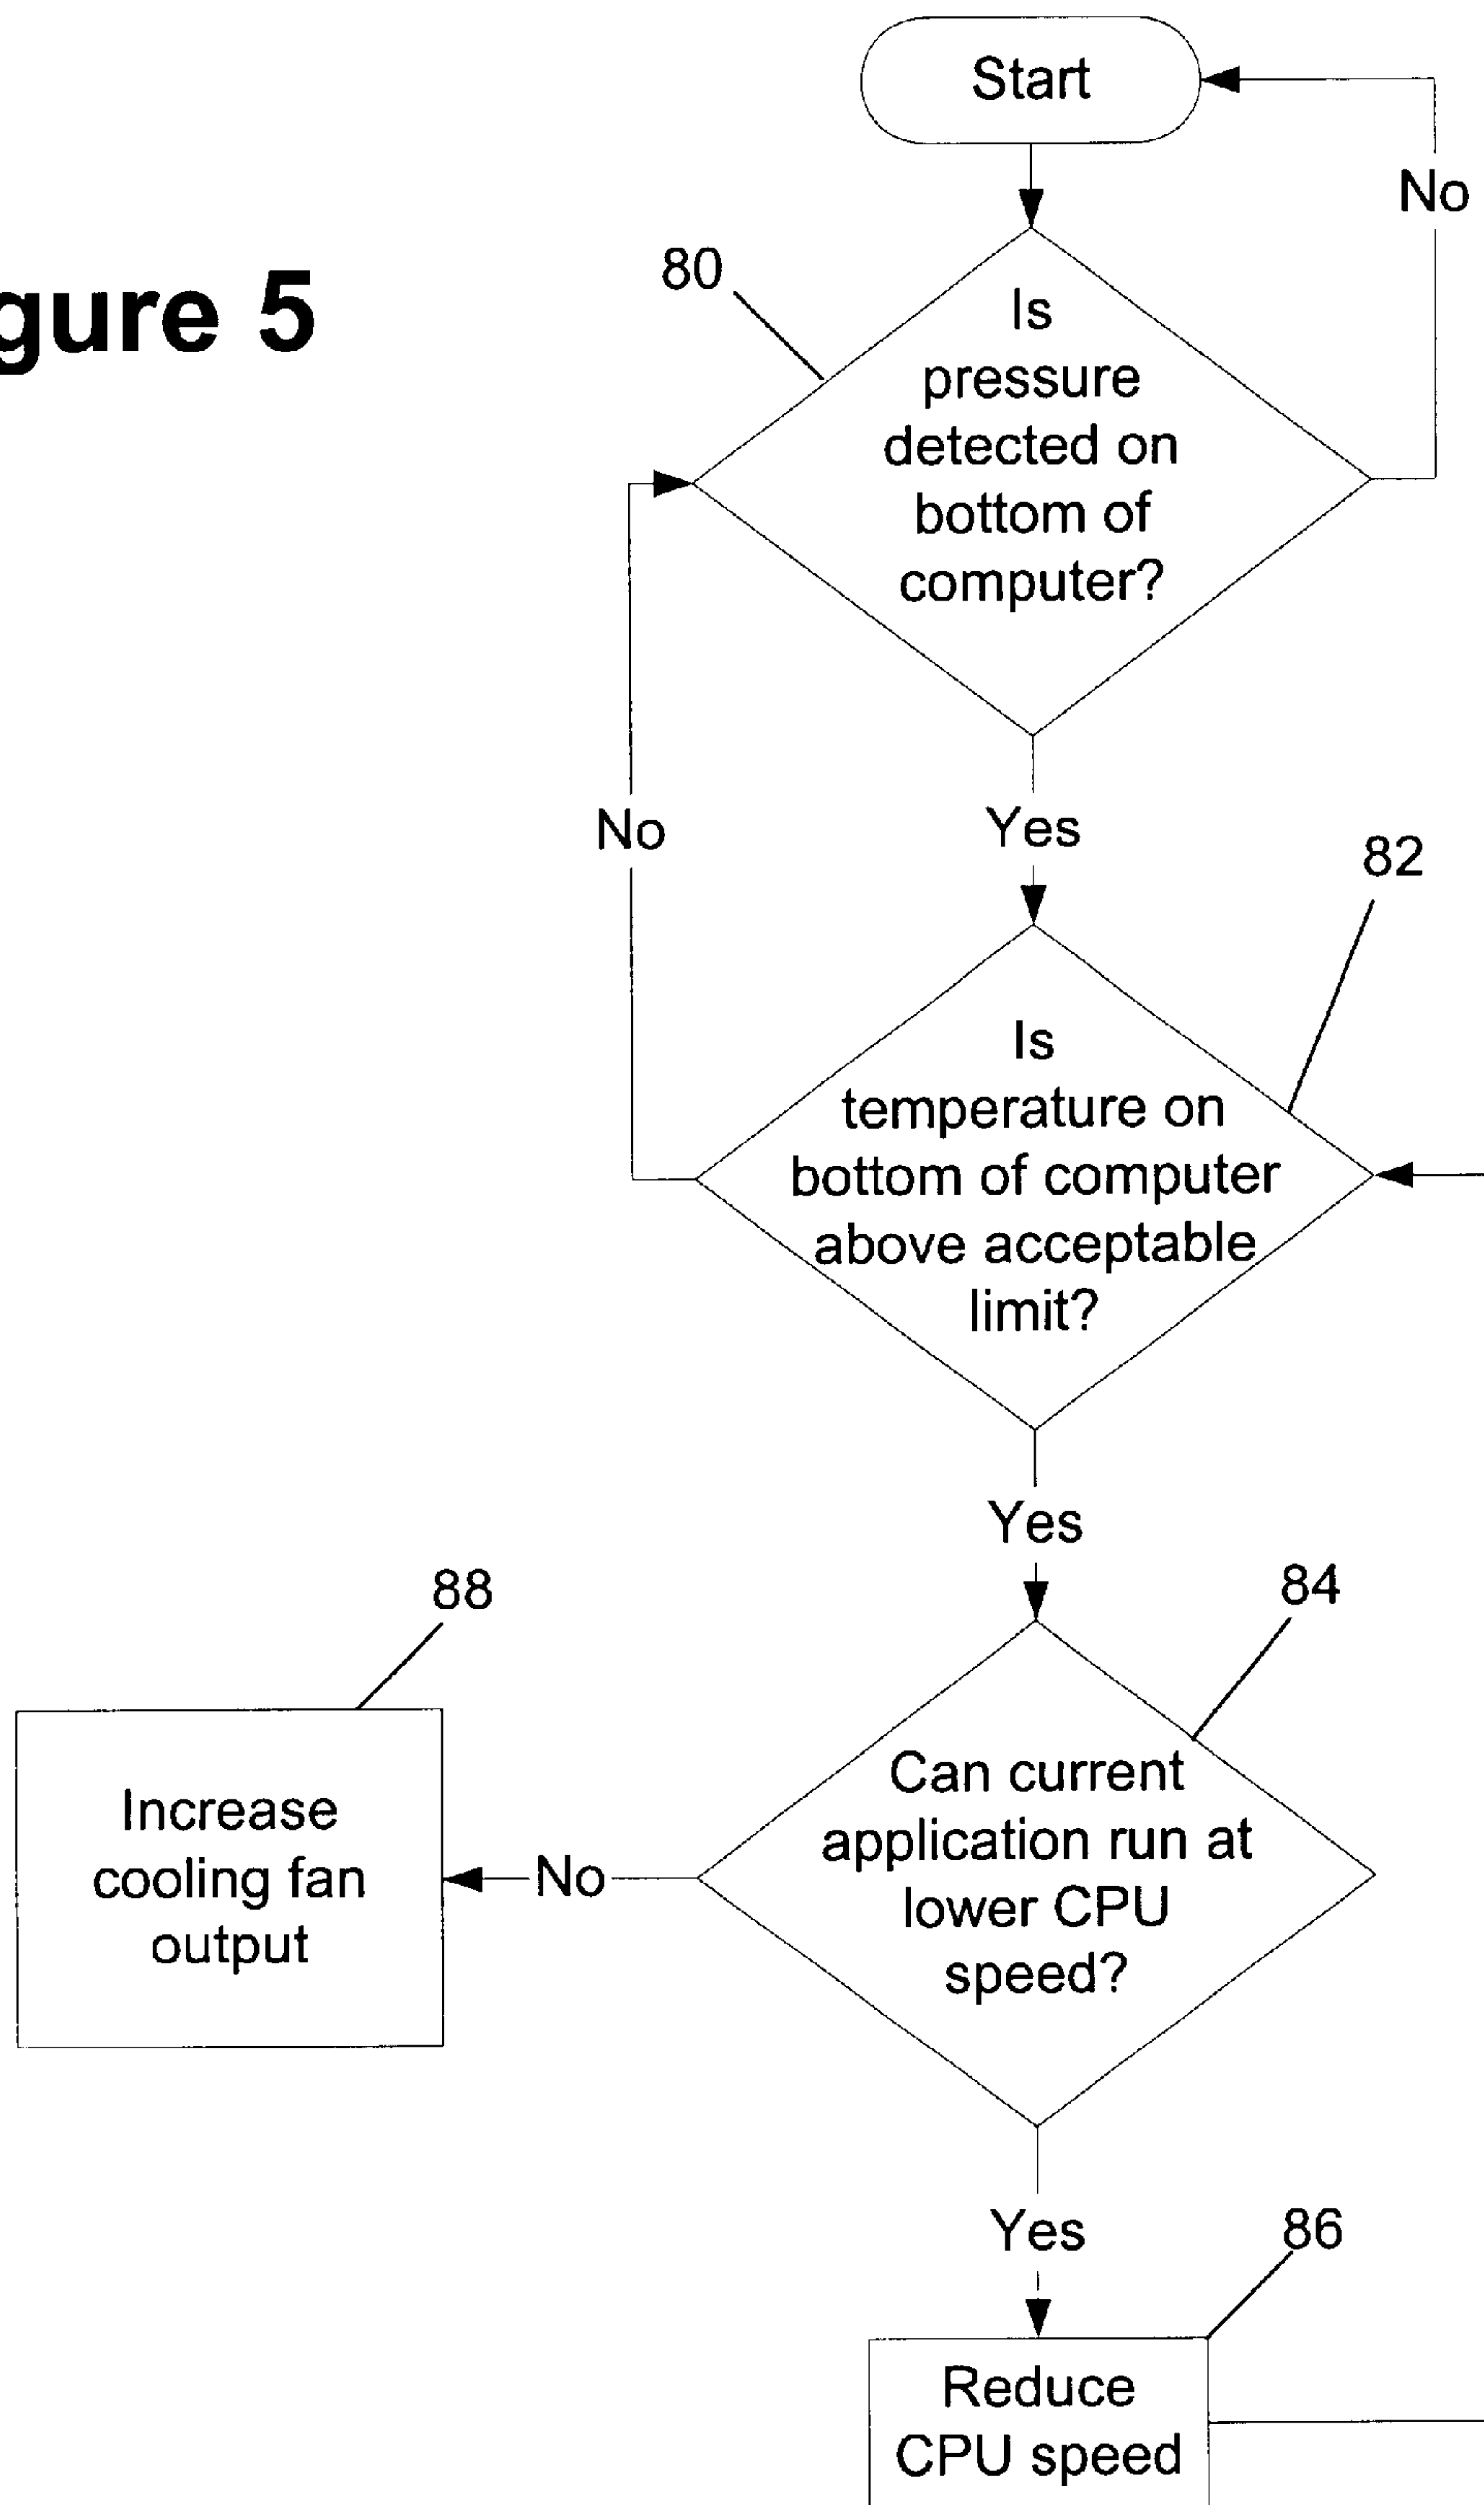 Start
No
80
gure 5
Is
pressure
detected on
bottom of
computer?
No
Yes
82
Is
temperature on
bottom of computer
above acceptable
limit?
Yes
88
84
Increase
cooling fan
output
No
Can current
application run at
lower CPU
speed?
Yes
86
Reduce
CPU speed